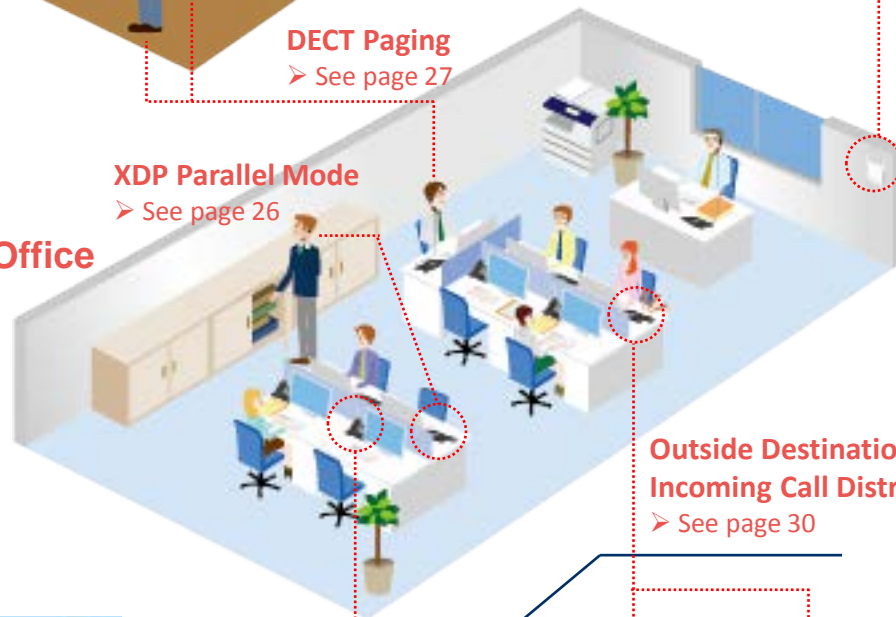 DECT Paging
➢ See page 27
XDP Parallel Mode
➢ See page 26
Office
Outside Destinatio
Incoming Call Distr
➢ See page 30